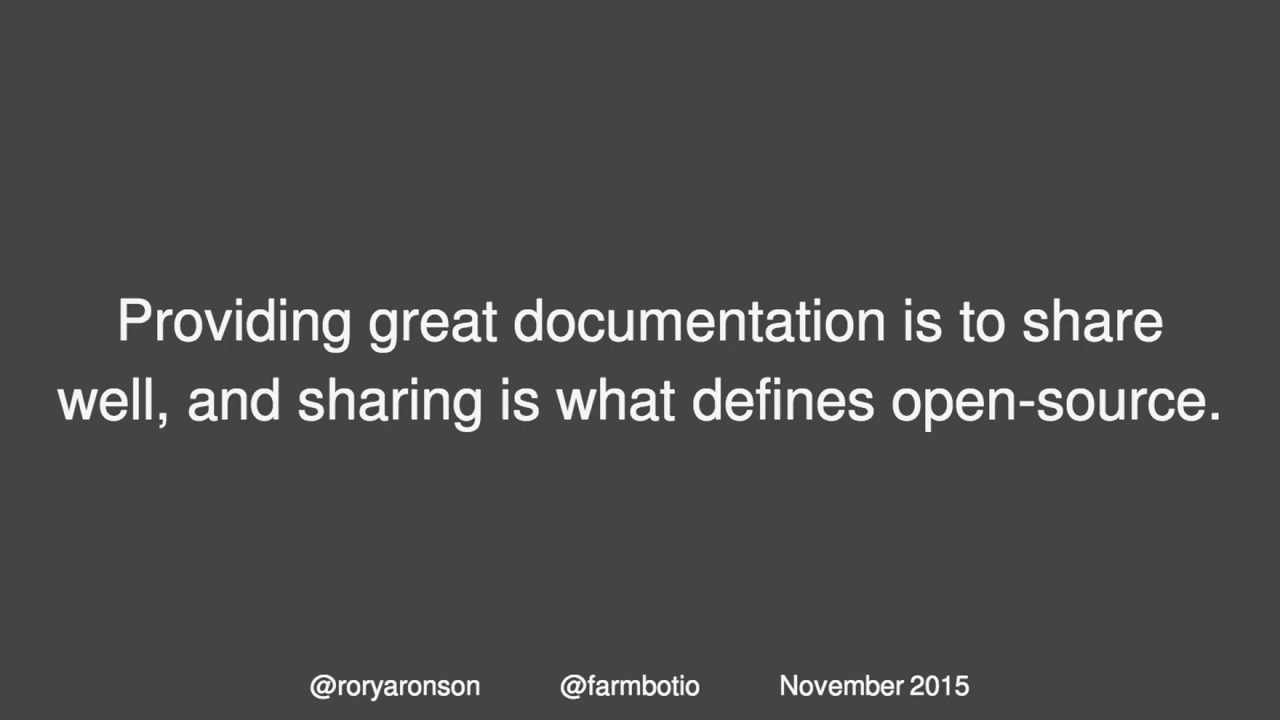 Providing great documentation is to share
well, and sharing is what defines open-source.
@roryaronson @farmbotio November 2015